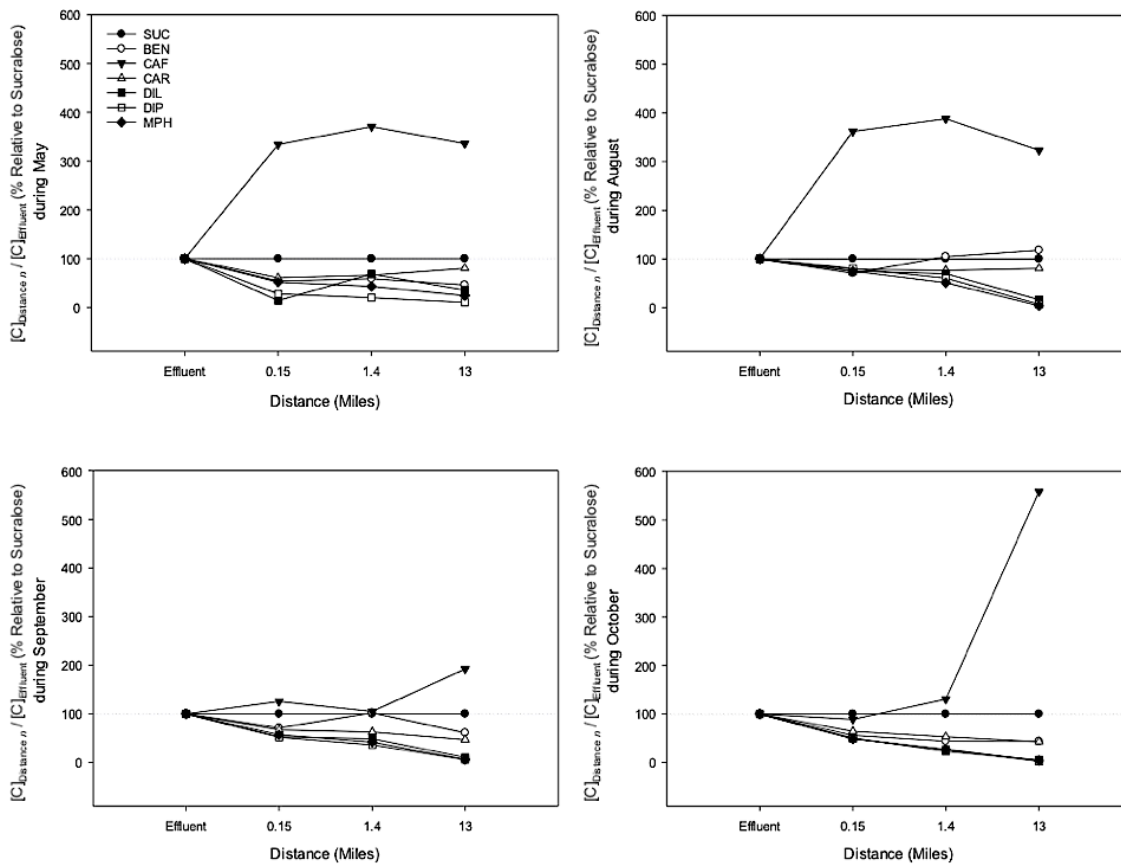 [C]Distance n / [C]Effluent (% Relative to Sucralose)
during May
600
500
400
300
200
100
0
SUC
BEN
CAF
CAR
DIL
DIP
MPH
Effluent
0.15
1.4
13
Distance (Miles)
[C]Distance n / [C]Effluent (% Relative to Sucralose)
during August
600
500
400
300
200
100
0
Effluent
0.15
1.4
13
Distance (Miles)
[C]Distance n / [C]Effluent (% Relative to Sucralose)
during September
600
500
400
300
200
100
0
Effluent
0.15
1.4
13
Distance (Miles)
[C]Distance n / [C]Effluent (% Relative to Sucralose)
during October
600
500
400
300
200
100
0
Effluent
0.15
1.4
13
Distance (Miles)